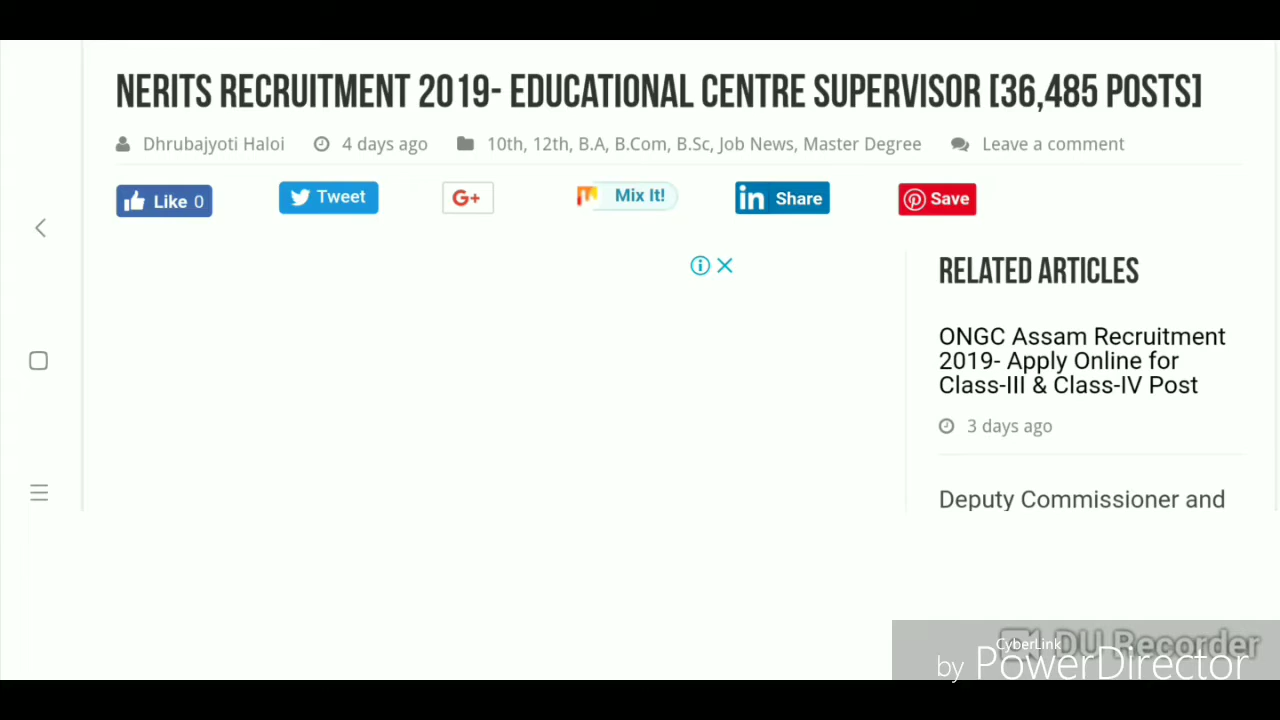 NERITS RECRUITMENT 2019- EDUCATIONAL CENTRE SUPERVISOR [36,485 POSTS]
Dhrubajyoti Haloi 4 days ago 10th, 12th, B.A, B.Com, B.Sc, Job News, Master Degree Leave a comment
Like 0 Tweet G+ Mix It! in Share Save
RELATED ARTICLES
ONGC Assam Recruitment
2019- Apply Online for
Class-III & Class-IV Post
3 days ago
Deputy Commissioner and
DU Recorder
CyberLink
by PowerDirector